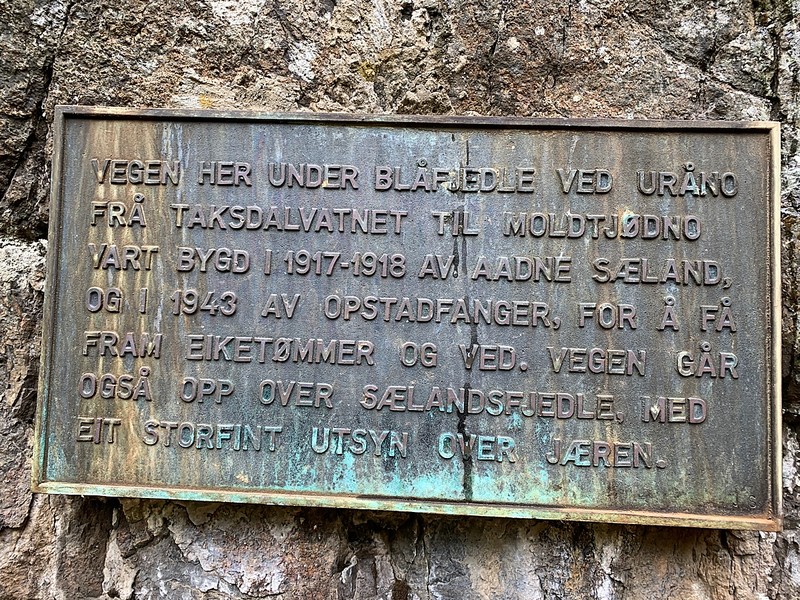 VEGEN HER UNDER BLÅFJEDLE VED URÅNO
FRÅ TAKSDALVATNET TIL MOLDTJØDNO
VART BYGD I 1917-1918 AV AADNE SÆLAND,
OG I 1943 AV OPSTADFANGER, FOR Å FÅ
FRAM EIKETØMMER OG VED. VEGEN GÅR
OGSÅ OPP OVER SÆLANDSFJEDLE, MED
EIT STORFINT UTSYN OVER JÆREN.